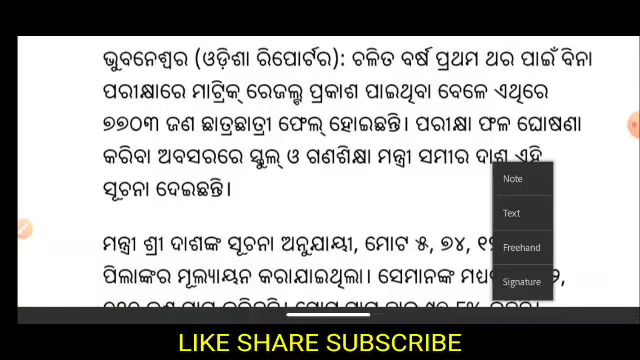 ଭୁବନେଶ୍ୱର (ଓଡ଼ିଶା ରିପୋର୍ଟର): ଚଳିତ ବର୍ଷ ପ୍ରଥମ ଥର ପାଇଁ ବିନା
ପରୀକ୍ଷାରେ ମାଟ୍ରିକ୍ ରେଜଲ୍ଟ ପ୍ରକାଶ ପାଇଥିବା ବେଳେ ଏଥିରେ
୭୭୦୩ ଜଣ ଛାତ୍ରଛାତ୍ରୀ ଫେଲ୍ ହୋଇଛନ୍ତି। ପରୀକ୍ଷା ଫଳ ଘୋଷଣା
କରିବା ଅବସରରେ ସ୍କୁଲ୍ ଓ ଗଣଶିକ୍ଷା ମନ୍ତ୍ରୀ ସମୀର ଦାଶ ଏହି
ସୂଚନା ଦେଇଛନ୍ତି।
ମନ୍ତ୍ରୀ ଶ୍ରୀ ଦାଶଙ୍କ ସୂଚନା ଅନୁଯାୟୀ, ମୋଟ ୫, ୭୪,
ପିଲାଙ୍କର ମୂଲ୍ୟାୟନ କରାଯାଇଥିଲା। ସେମାନଙ୍କ
Note
Text
Freehand
Signature
LIKE SHARE SUBSCRIBE